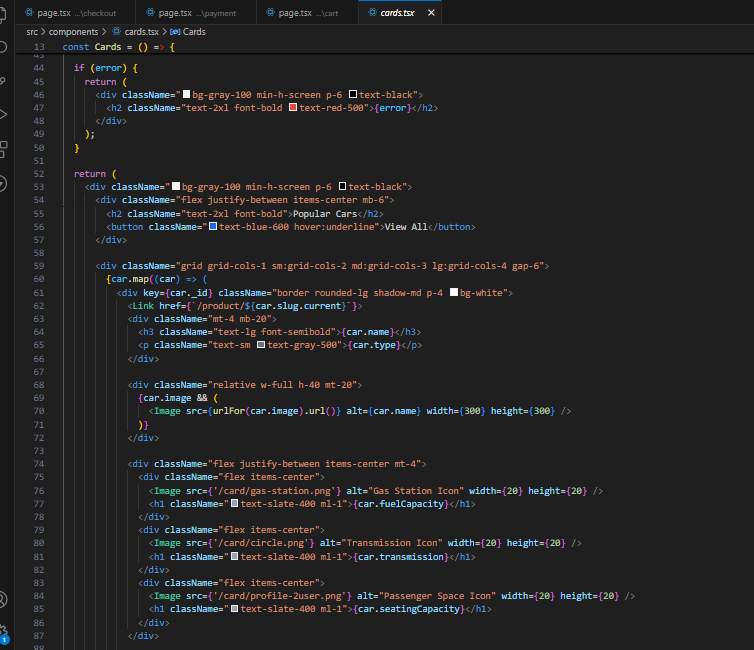 page.tsx ...\checkout page.tsx ...\payment page.tsx ...\cart cards.tsx
src > components > cards.tsx > Cards
13 const Cards = () => {
43
44 if (error) {
45 return (
46 <div className="bg-gray-100 min-h-screen p-6 text-black">
47 <h2 className="text-2xl font-bold text-red-500">{error}</h2>
48 </div>
49 );
50 }
51
52 return (
53 <div className="bg-gray-100 min-h-screen p-6 text-black">
54 <div className="flex justify-between items-center mb-6">
55 <h2 className="text-2xl font-bold">Popular Cars</h2>
56 <button className="text-blue-600 hover:underline">View All</button>
57 </div>
58
59 <div className="grid grid-cols-1 sm:grid-cols-2 md:grid-cols-3 lg:grid-cols-4 gap-6">
60 {car.map((car) => (
61 <div key={car._id} className="border rounded-lg shadow-md p-4 bg-white">
62 <Link href={`/product/${car.slug.current}`}>
63 <div className="mt-4 mb-20">
64 <h3 className="text-lg font-semibold">{car.name}</h3>
65 <p className="text-sm text-gray-500">{car.type}</p>
66 </div>
67
68 <div className="relative w-full h-40 mt-20">
69 {car.image && (
70 <Image src={urlFor(car.image).url()} alt={car.name} width={300} height={300} />
71 )}
72 </div>
73
74 <div className="flex justify-between items-center mt-4">
75 <div className="flex items-center">
76 <Image src={'/card/gas-station.png'} alt="Gas Station Icon" width={20} height={20} />
77 <h1 className="text-slate-400 ml-1">{car.fuelCapacity}</h1>
78 </div>
79 <div className="flex items-center">
80 <Image src={'/card/circle.png'} alt="Transmission Icon" width={20} height={20} />
81 <h1 className="text-slate-400 ml-1">{car.transmission}</h1>
82 </div>
83 <div className="flex items-center">
84 <Image src={'/card/profile-2user.png'} alt="Passenger Space Icon" width={20} height={20} />
85 <h1 className="text-slate-400 ml-1">{car.seatingCapacity}</h1>
86 </div>
87 </div>
88
1